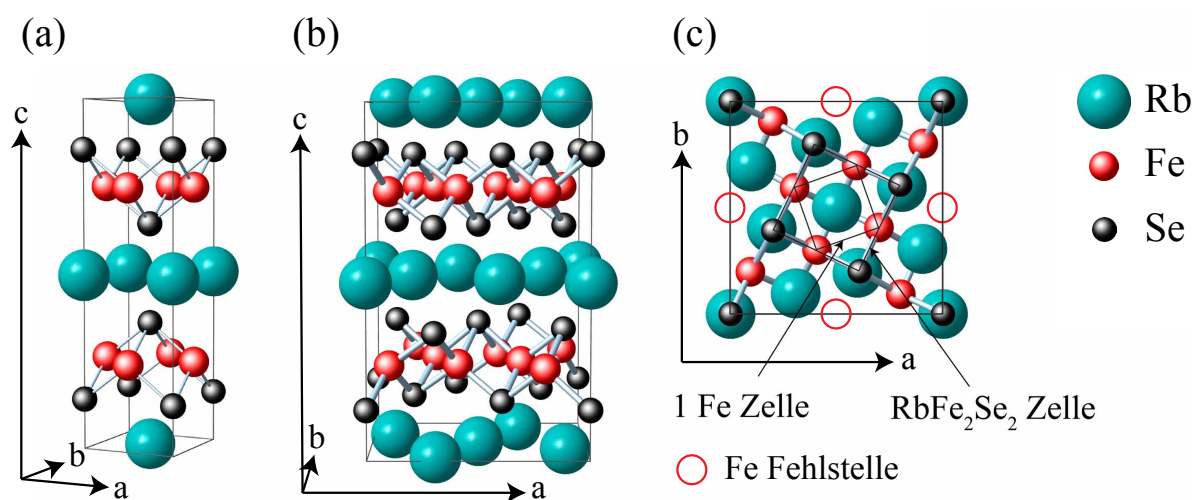 (a)
(b)
(c)
c
b
a
c
b
a
b
a
Rb
Fe
Se
1 Fe Zelle
RbFe₂Se₂ Zelle
Fe Fehlstelle